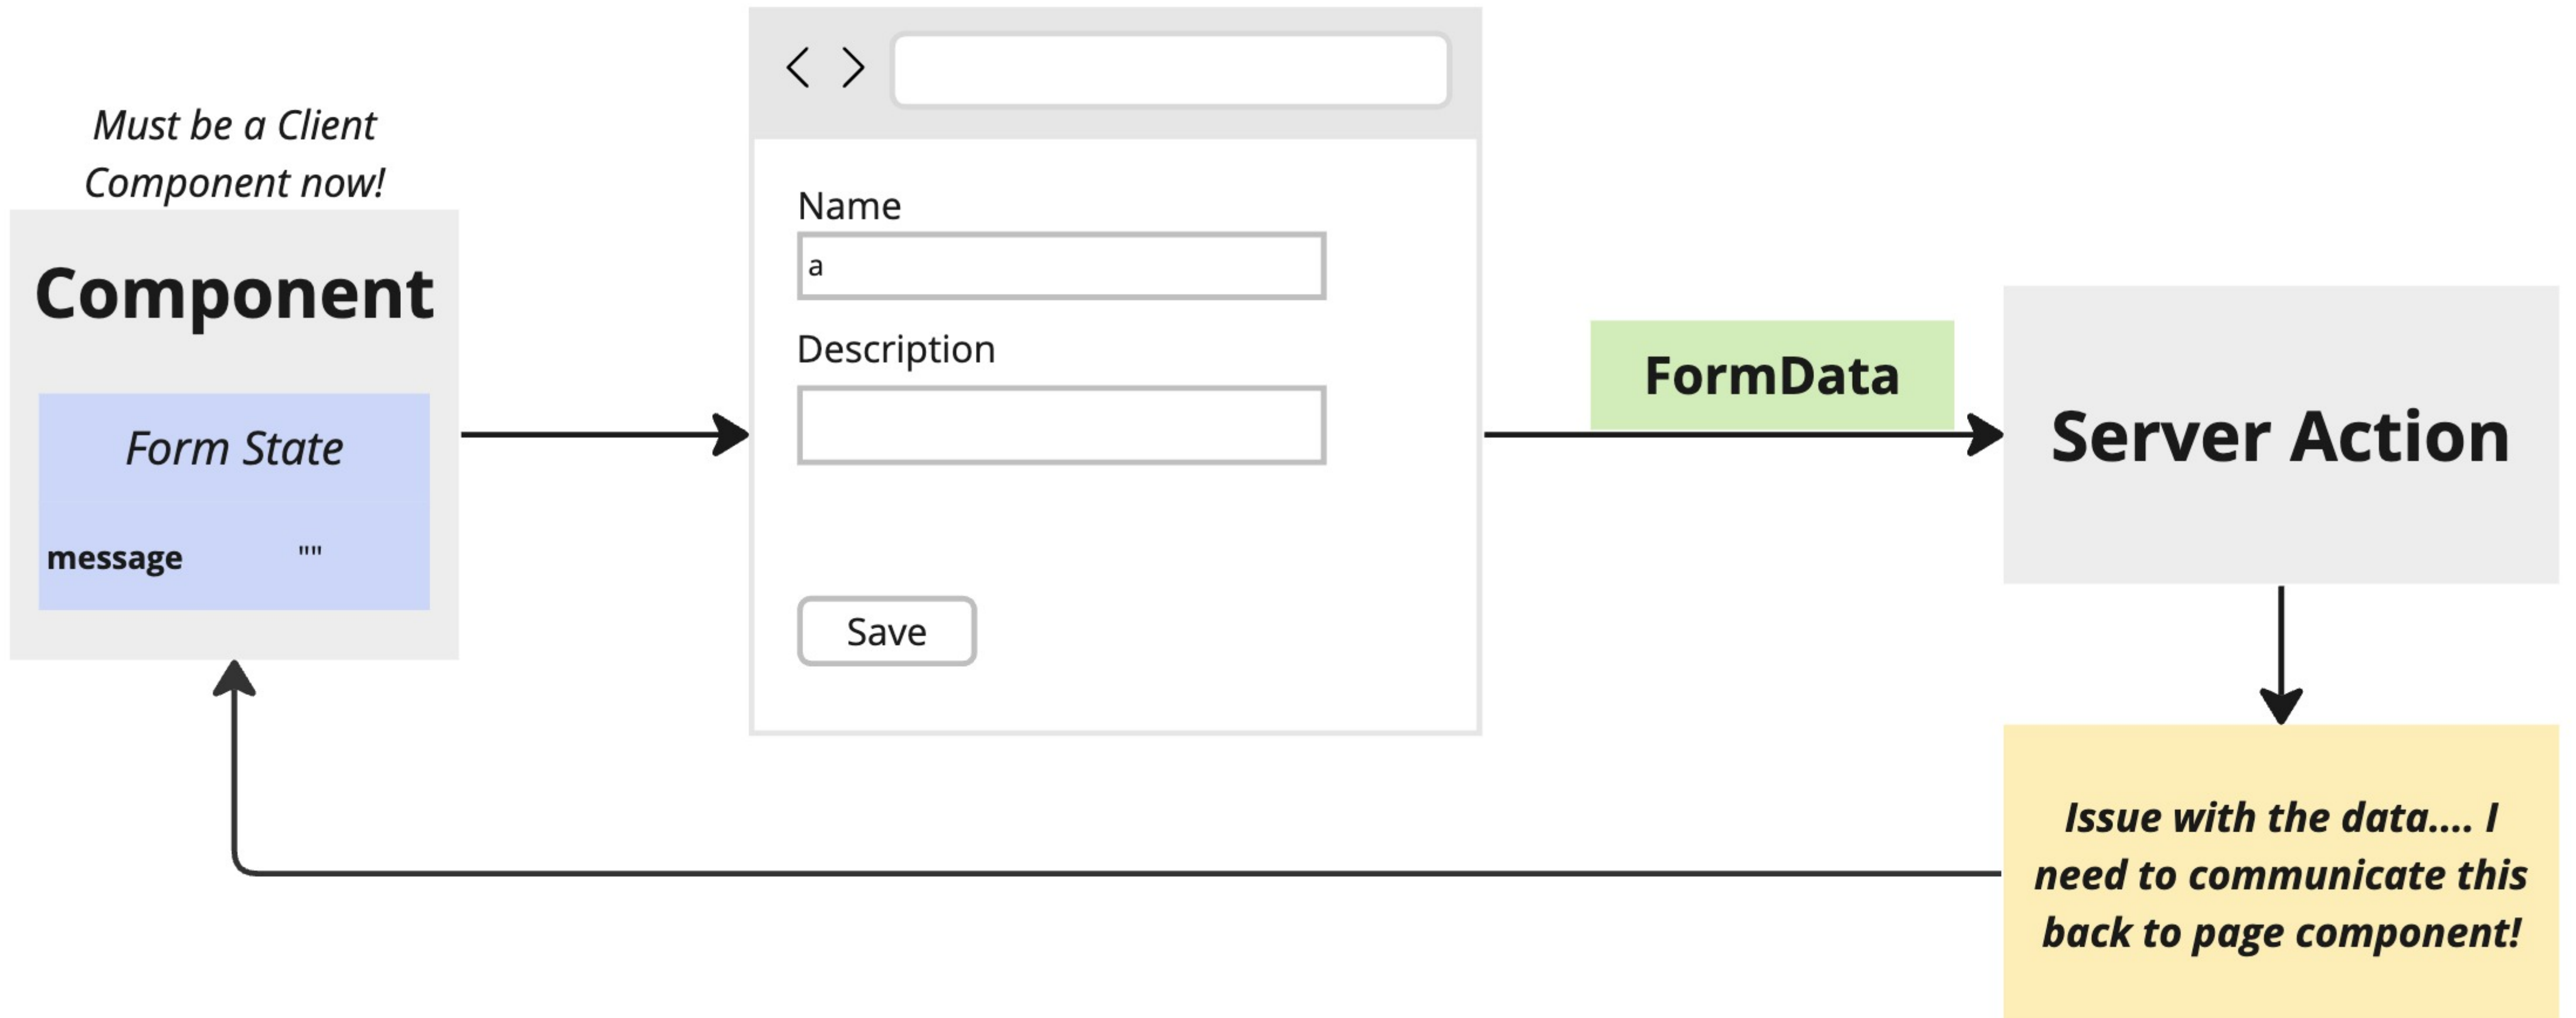 Must be a Client
Component now!
Component
Form State
message ""
Name
a
Description
Save
FormData
Server Action
Issue with the data.... I
need to communicate this
back to page component!